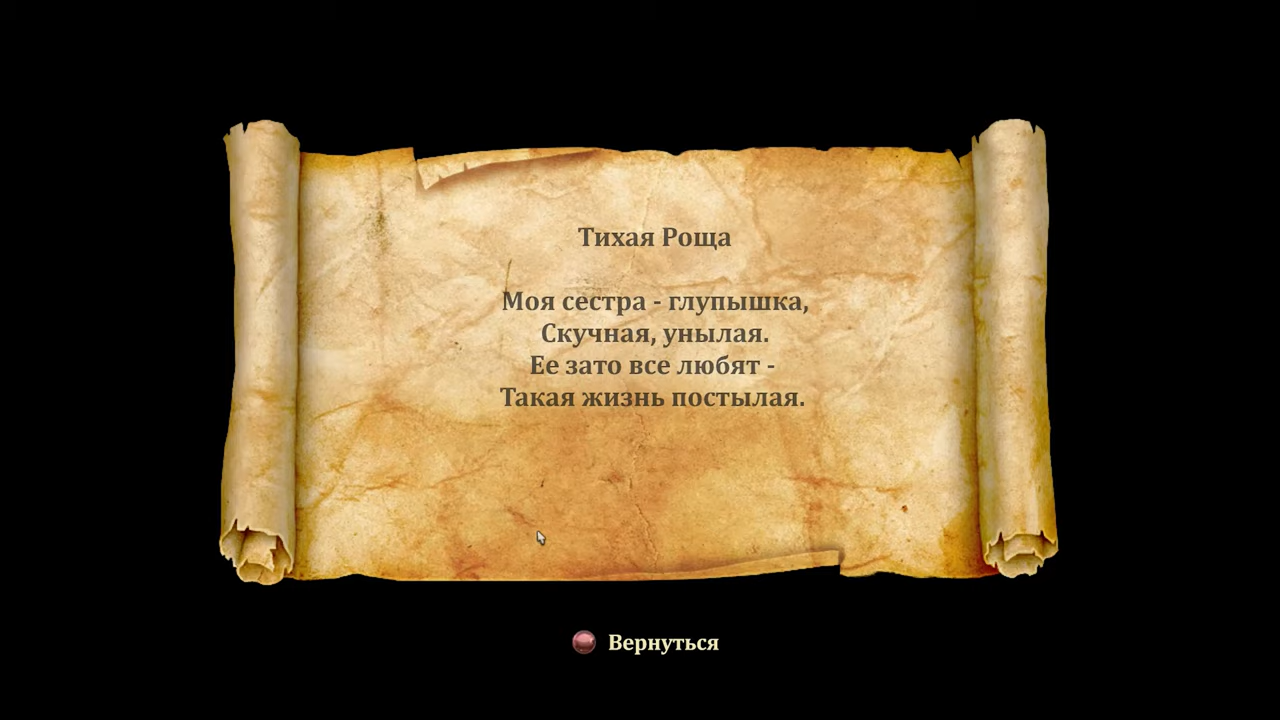 Тихая Роща
Моя сестра - глупышка,
Скучная, унылая.
Ее зато все любят -
Такая жизнь постылая.
Вернуться